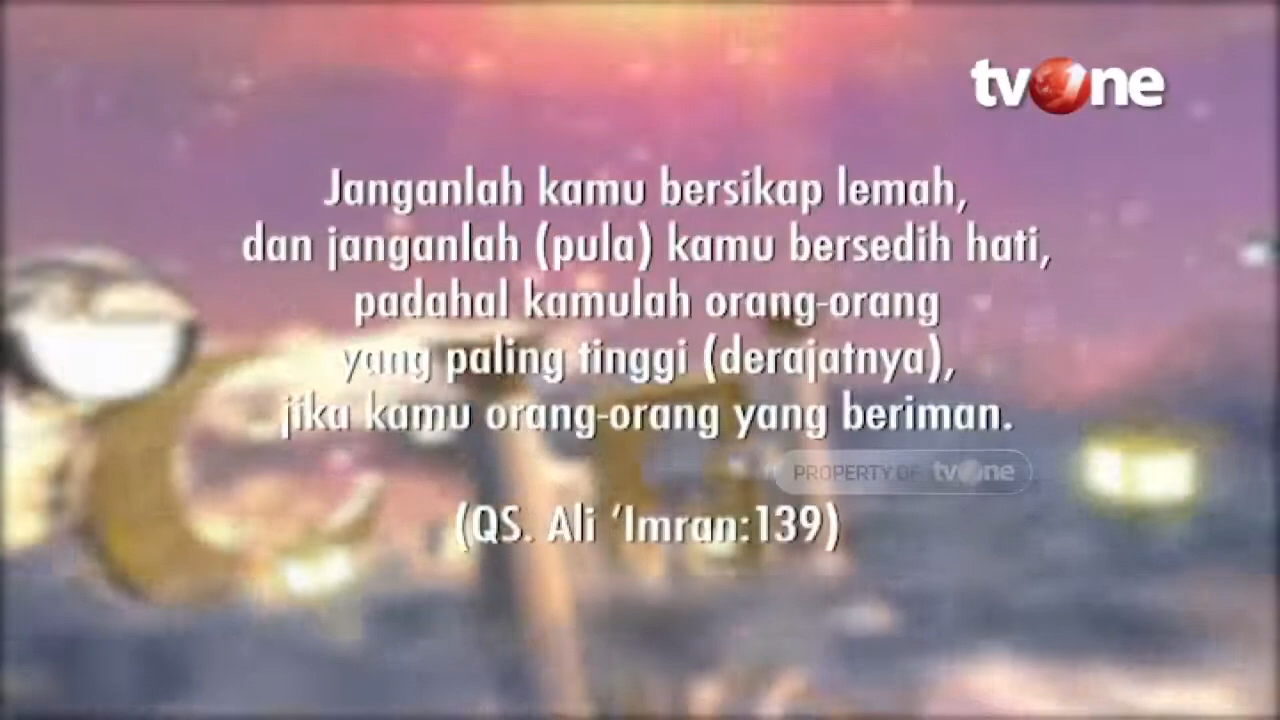 tvOne
Janganlah kamu bersikap lemah,
dan janganlah (pula) kamu bersedih hati,
padahal kamulah orang-orang
yang paling tinggi (derajatnya),
jika kamu orang-orang yang beriman.
PROPERTY OF tvOne
(QS. Ali ‘Imran:139)